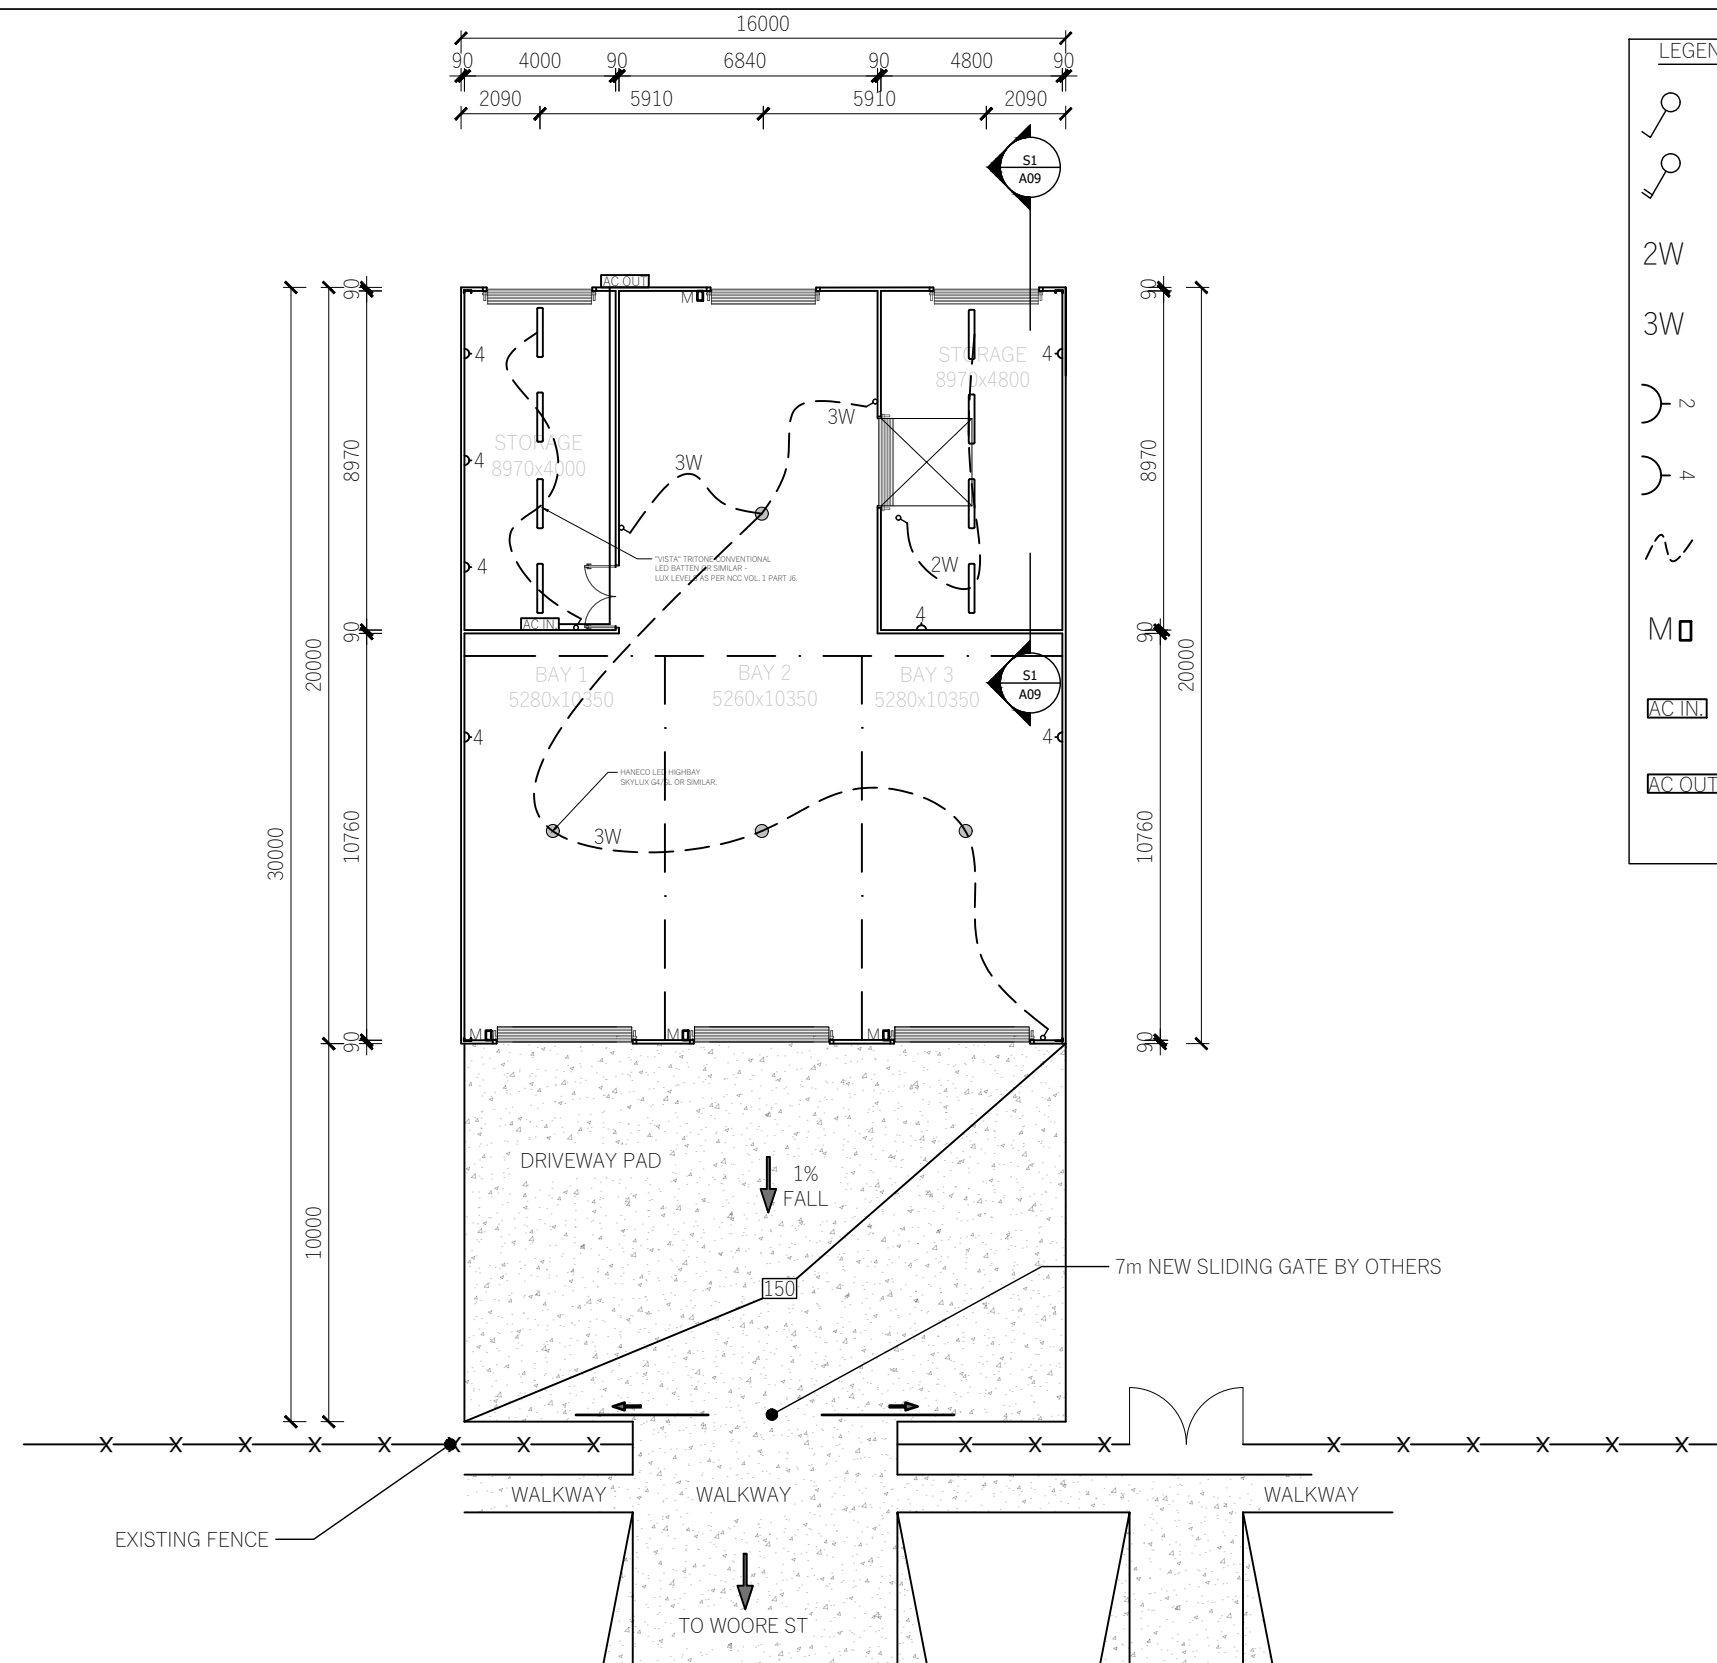 16000
90 4000 90 6840 90 4800 90
2090 5910 5910 2090
LEGEN
S1
A09
2W
3W
2
4
M
AC IN.
AC OUT
AC OUT
M
90
90
4
STORAGE
8970x4000
4
4
STORAGE
8970x4800
4
3W
3W
2W
4
"VISTA" TRITONE CONVENTIONAL
LED BATTEN OR SIMILAR -
LUX LEVELS AS PER NCC VOL. 1 PART J6.
AC IN.
8970
8970
90
90
20000
20000
BAY 1
5280x10350
BAY 2
5260x10350
BAY 3
5280x10350
S1
A09
4
4
HANECO LED HIGHBAY
SKYLUX G4/SL OR SIMILAR.
3W
30000
10760
10760
M
M
M
90
90
10000
DRIVEWAY PAD
1%
FALL
150
7m NEW SLIDING GATE BY OTHERS
X X X X X X X X X X X X X X X X X
WALKWAY
WALKWAY
WALKWAY
EXISTING FENCE
TO WOORE ST